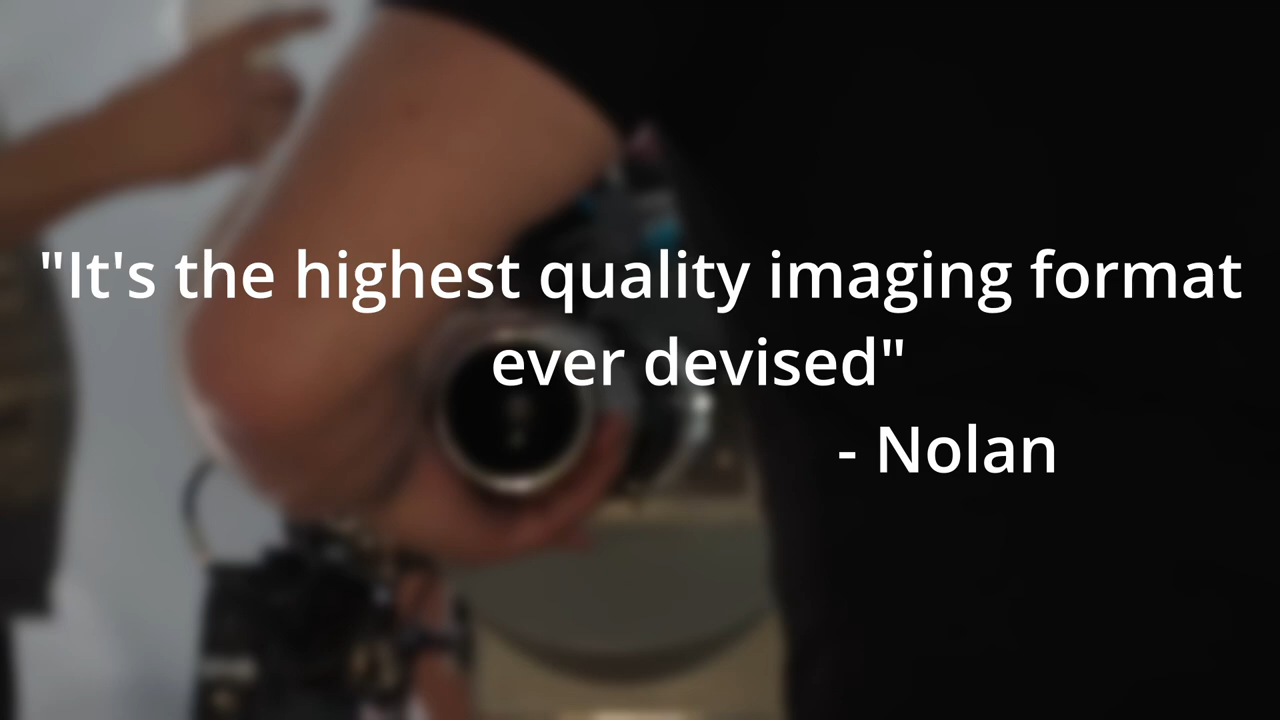 "It's the highest quality imaging format
ever devised"
- Nolan